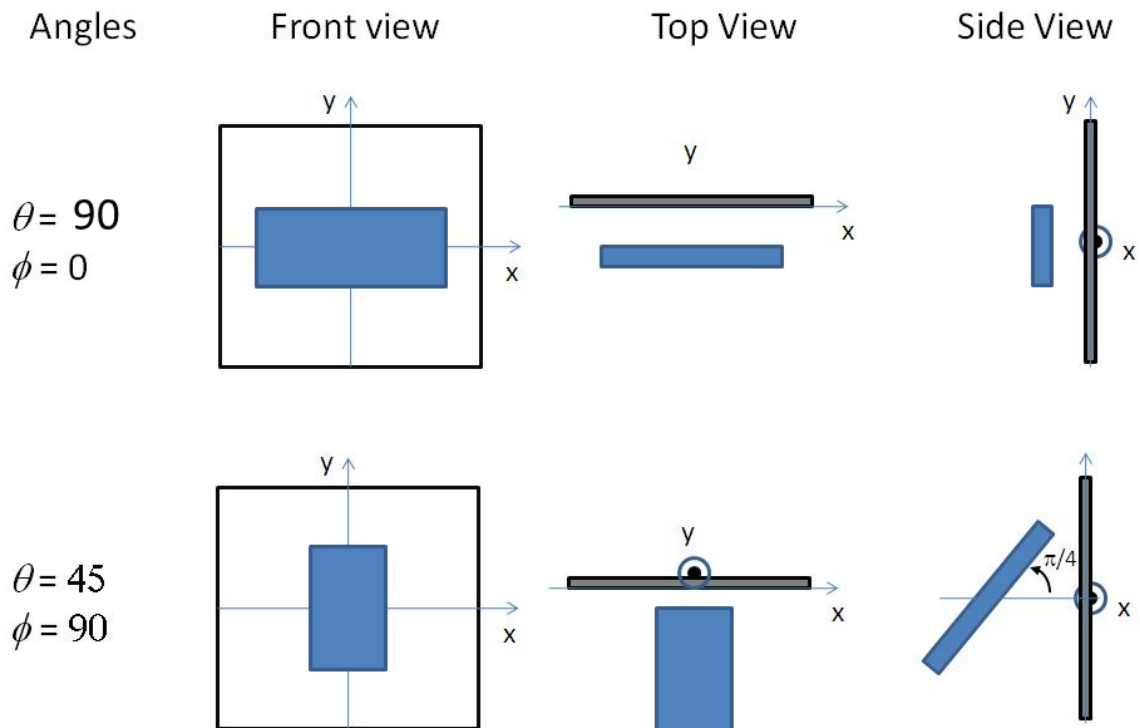 Angles Front view Top View Side View
y y y
θ = 90
ϕ = 0
x x x
y y π/4
θ = 45
ϕ = 90
x x x